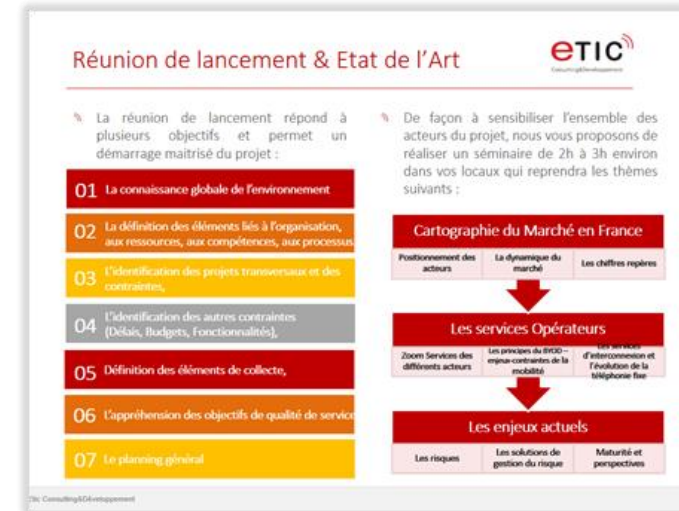 Réunion de lancement & Etat de l'Art
eTIC
Consulting&Développement
La réunion de lancement répond à
plusieurs objectifs et permet un
démarrage maitrisé du projet :
01 La connaissance globale de l'environnement
02 La définition des éléments liés à l'organisation,
aux ressources, aux compétences, aux processus
03 L'identification des projets transversaux et des
contraintes,
04 L'identification des autres contraintes
(Délais, Budgets, Fonctionnalités),
05 Définition des éléments de collecte,
06 L'appréhension des objectifs de qualité de service
07 Le planning général
De façon à sensibiliser l'ensemble des
acteurs du projet, nous vous proposons de
réaliser un séminaire de 2h à 3h environ
dans vos locaux qui reprendra les thèmes
suivants :
Cartographie du Marché en France
Positionnement des
acteurs
La dynamique du
marché
Les chiffres repères
Les services Opérateurs
Zoom Services des
différents acteurs
Les principes du BYOD –
enjeux-contraintes de la
mobilité
Les services
d'interconnexion et
l'évolution de la
téléphonie fixe
Les enjeux actuels
Les risques
Les solutions de
gestion du risque
Maturité et
perspectives
Etic Consulting&Développement